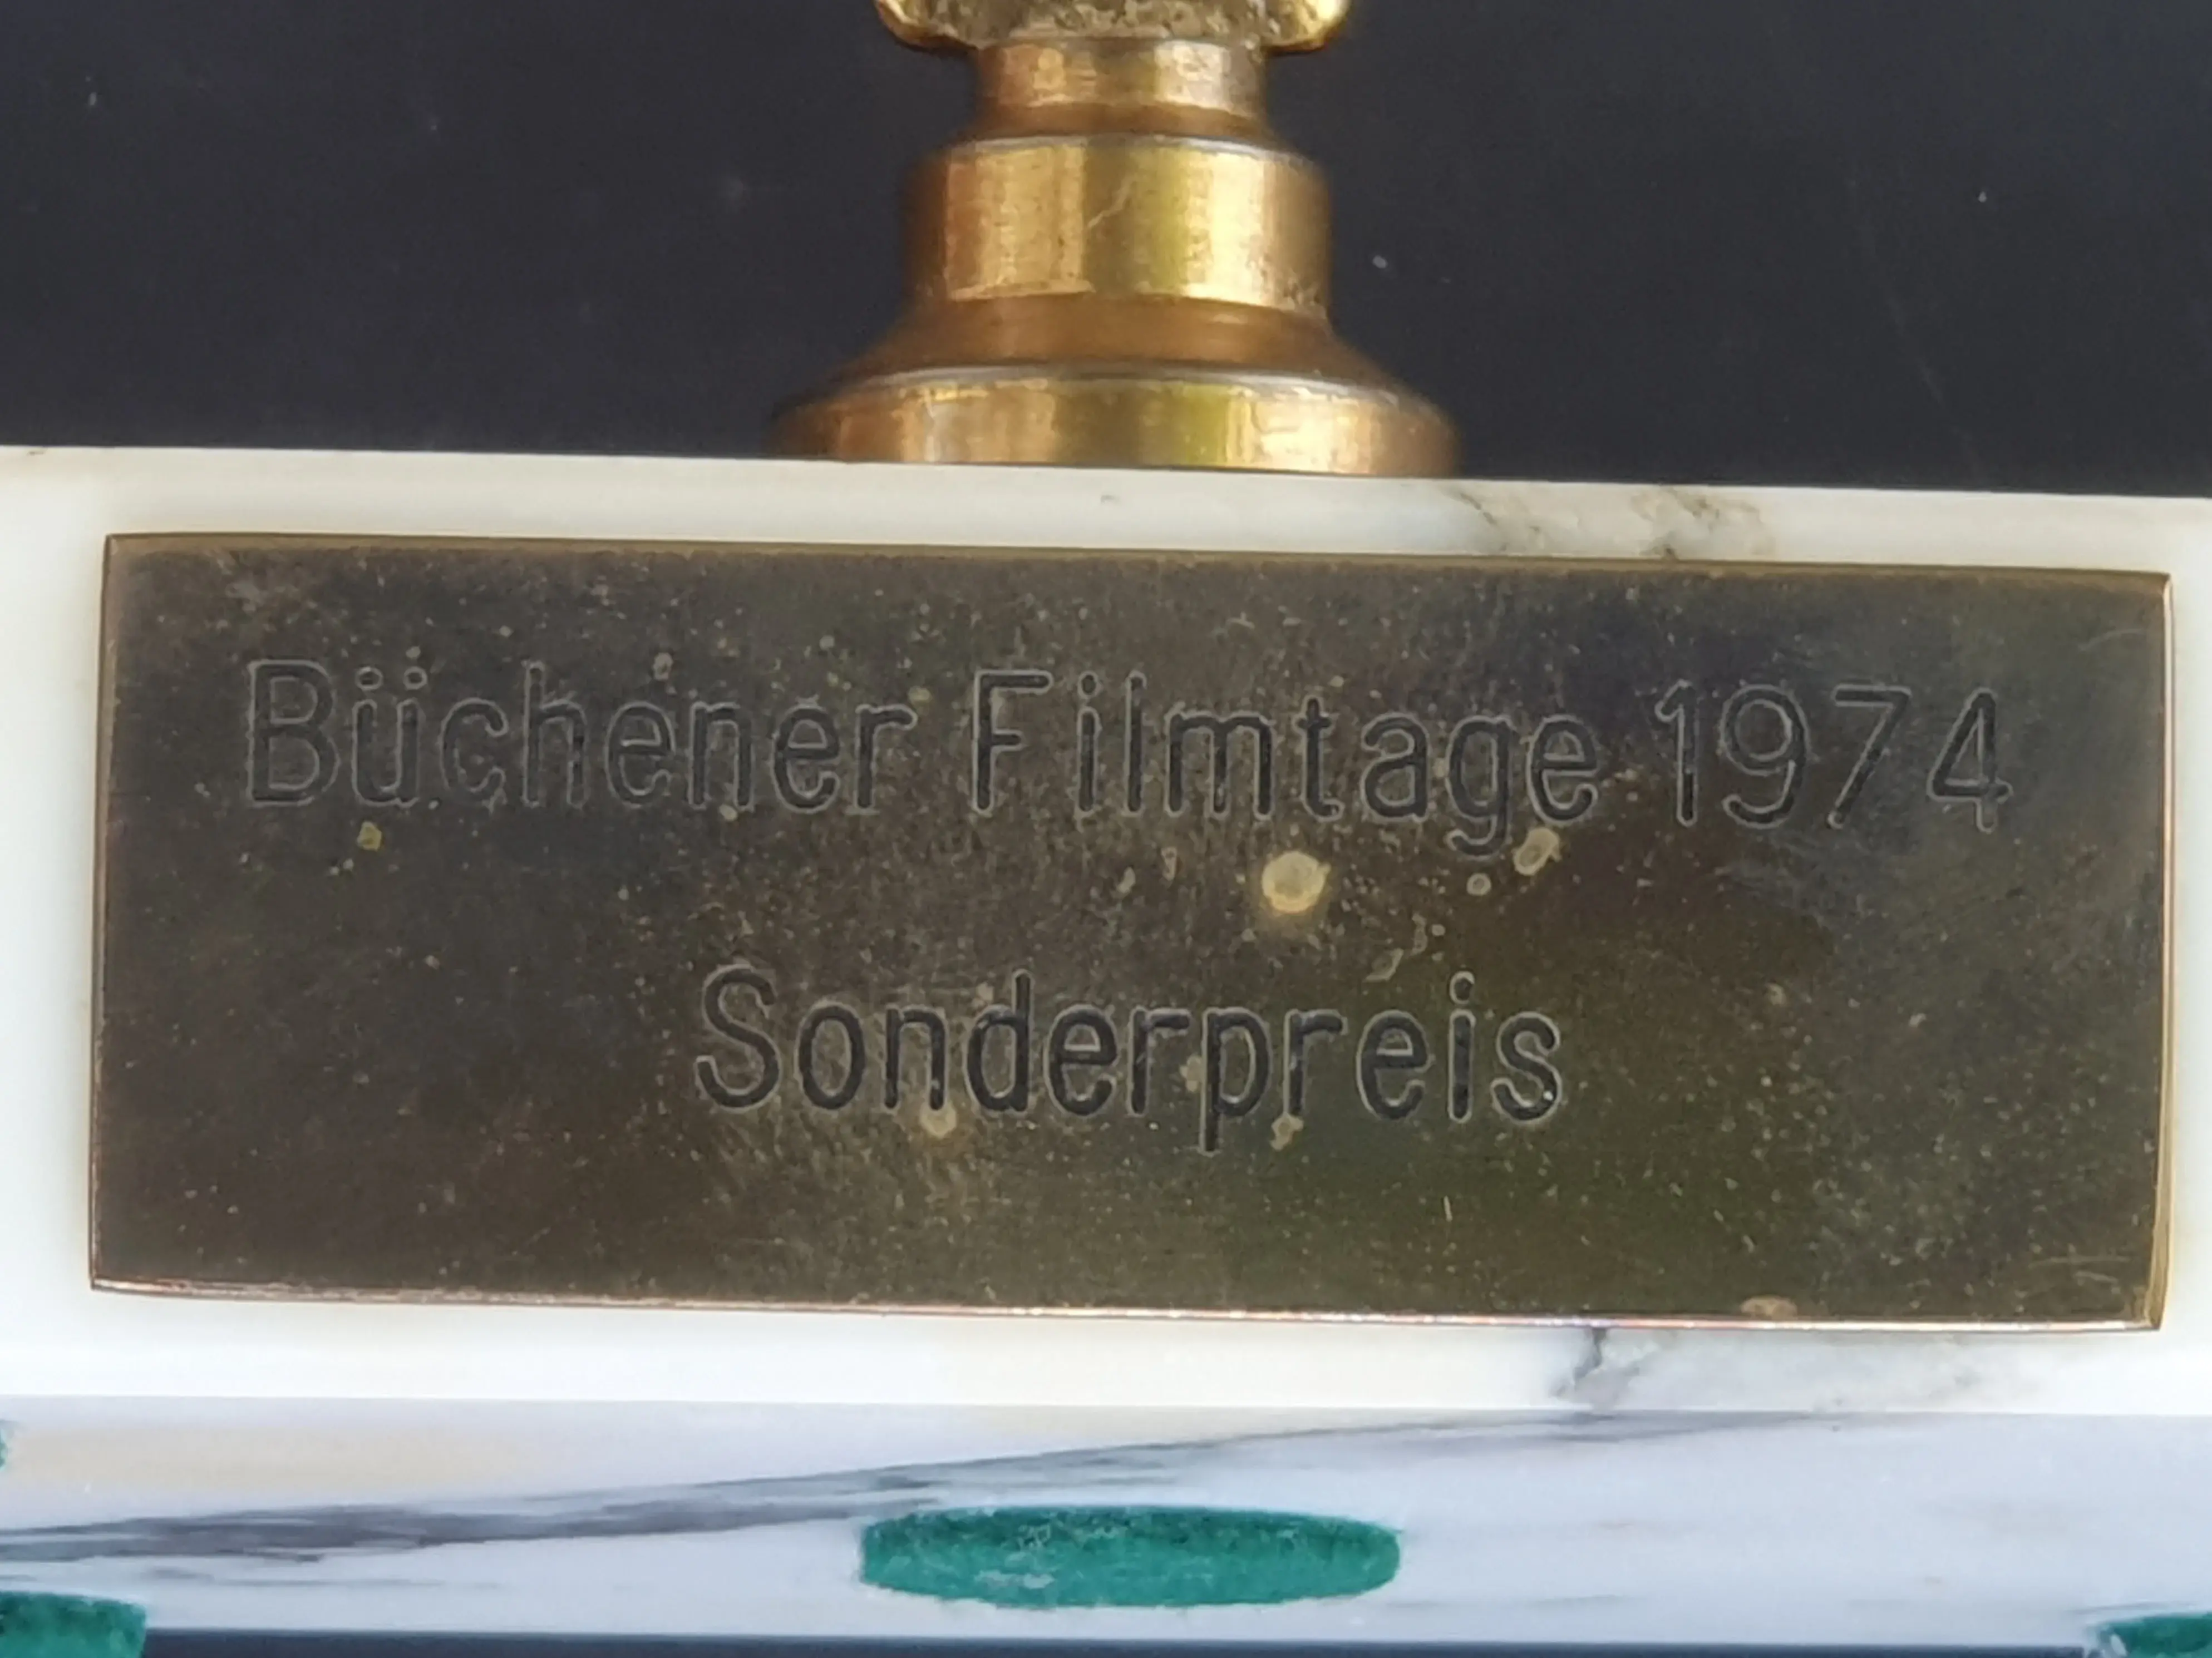 Büchener Filmtage 1974
Sonderpreis